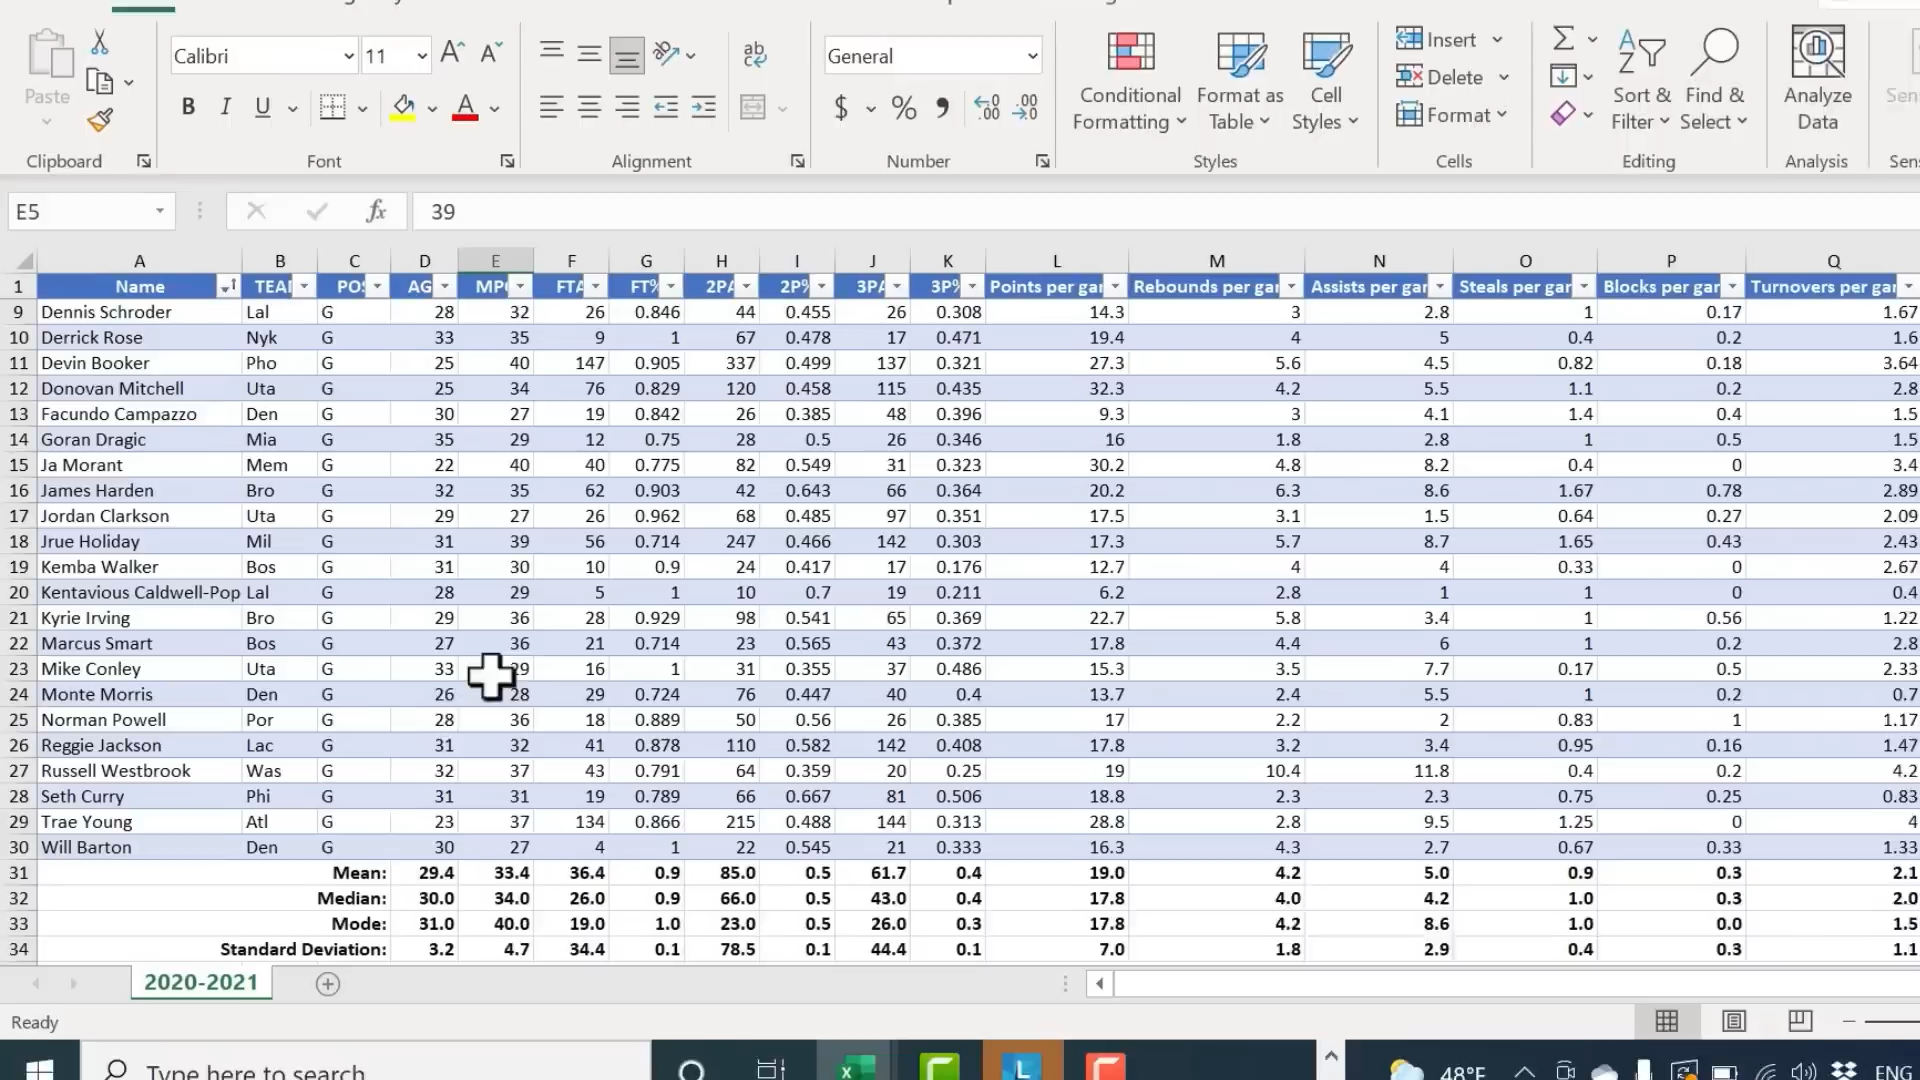 Calibri 11 General Insert
Delete
Paste Conditional Formatting Format as Table Cell Styles Format Sort & Filter Find & Select Analyze Data
Clipboard Font Alignment Number Styles Cells Editing Analysis
E5 fx 39
A B C D E F G H I J K L M N O P Q
1 Name TEA PO AG MP FTA FT% 2PA 2P% 3PA 3P% Points per gar Rebounds per gar Assists per gar Steals per gar Blocks per gar Turnovers per gar
9 Dennis Schroder Lal G 28 32 26 0.846 44 0.455 26 0.308 14.3 3 2.8 1 0.17 1.67
10 Derrick Rose Nyk G 33 35 9 1 67 0.478 17 0.471 19.4 4 5 0.4 0.2 1.6
11 Devin Booker Pho G 25 40 147 0.905 337 0.499 137 0.321 27.3 5.6 4.5 0.82 0.18 3.64
12 Donovan Mitchell Uta G 25 34 76 0.829 120 0.458 115 0.435 32.3 4.2 5.5 1.1 0.2 2.8
13 Facundo Campazzo Den G 30 27 19 0.842 26 0.385 48 0.396 9.3 3 4.1 1.4 0.4 1.5
14 Goran Dragic Mia G 35 29 12 0.75 28 0.5 26 0.346 16 1.8 2.8 1 0.5 1.5
15 Ja Morant Mem G 22 40 40 0.775 82 0.549 31 0.323 30.2 4.8 8.2 0.4 0 3.4
16 James Harden Bro G 32 35 62 0.903 42 0.643 66 0.364 20.2 6.3 8.6 1.67 0.78 2.89
17 Jordan Clarkson Uta G 29 27 26 0.962 68 0.485 97 0.351 17.5 3.1 1.5 0.64 0.27 2.09
18 Jrue Holiday Mil G 31 39 56 0.714 247 0.466 142 0.303 17.3 5.7 8.7 1.65 0.43 2.43
19 Kemba Walker Bos G 31 30 10 0.9 24 0.417 17 0.176 12.7 4 4 0.33 0 2.67
20 Kentavious Caldwell-Pop Lal G 28 29 5 1 10 0.7 19 0.211 6.2 2.8 1 1 0 0.4
21 Kyrie Irving Bro G 29 36 28 0.929 98 0.541 65 0.369 22.7 5.8 3.4 1 0.56 1.22
22 Marcus Smart Bos G 27 36 21 0.714 23 0.565 43 0.372 17.8 4.4 6 1 0.2 2.8
23 Mike Conley Uta G 33 29 16 1 31 0.355 37 0.486 15.3 3.5 7.7 0.17 0.5 2.33
24 Monte Morris Den G 26 28 29 0.724 76 0.447 40 0.4 13.7 2.4 5.5 1 0.2 0.7
25 Norman Powell Por G 28 36 18 0.889 50 0.56 26 0.385 17 2.2 2 0.83 1 1.17
26 Reggie Jackson Lac G 31 32 41 0.878 110 0.582 142 0.408 17.8 3.2 3.4 0.95 0.16 1.47
27 Russell Westbrook Was G 32 37 43 0.791 64 0.359 20 0.25 19 10.4 11.8 0.4 0.2 4.2
28 Seth Curry Phi G 31 31 19 0.789 66 0.667 81 0.506 18.8 2.3 2.3 0.75 0.25 0.83
29 Trae Young Atl G 23 37 134 0.866 215 0.488 144 0.313 28.8 2.8 9.5 1.25 0 4
30 Will Barton Den G 30 27 4 1 22 0.545 21 0.333 16.3 4.3 2.7 0.67 0.33 1.33
31 Mean: 29.4 33.4 36.4 0.9 85.0 0.5 61.7 0.4 19.0 4.2 5.0 0.9 0.3 2.1
32 Median: 30.0 34.0 26.0 0.9 66.0 0.5 43.0 0.4 17.8 4.0 4.2 1.0 0.3 2.0
33 Mode: 31.0 40.0 19.0 1.0 23.0 0.5 26.0 0.3 17.8 4.2 8.6 1.0 0.0 1.5
34 Standard Deviation: 3.2 4.7 34.4 0.1 78.5 0.1 44.4 0.1 7.0 1.8 2.9 0.4 0.3 1.1
2020-2021
Ready
Type here to search 48°F ENG